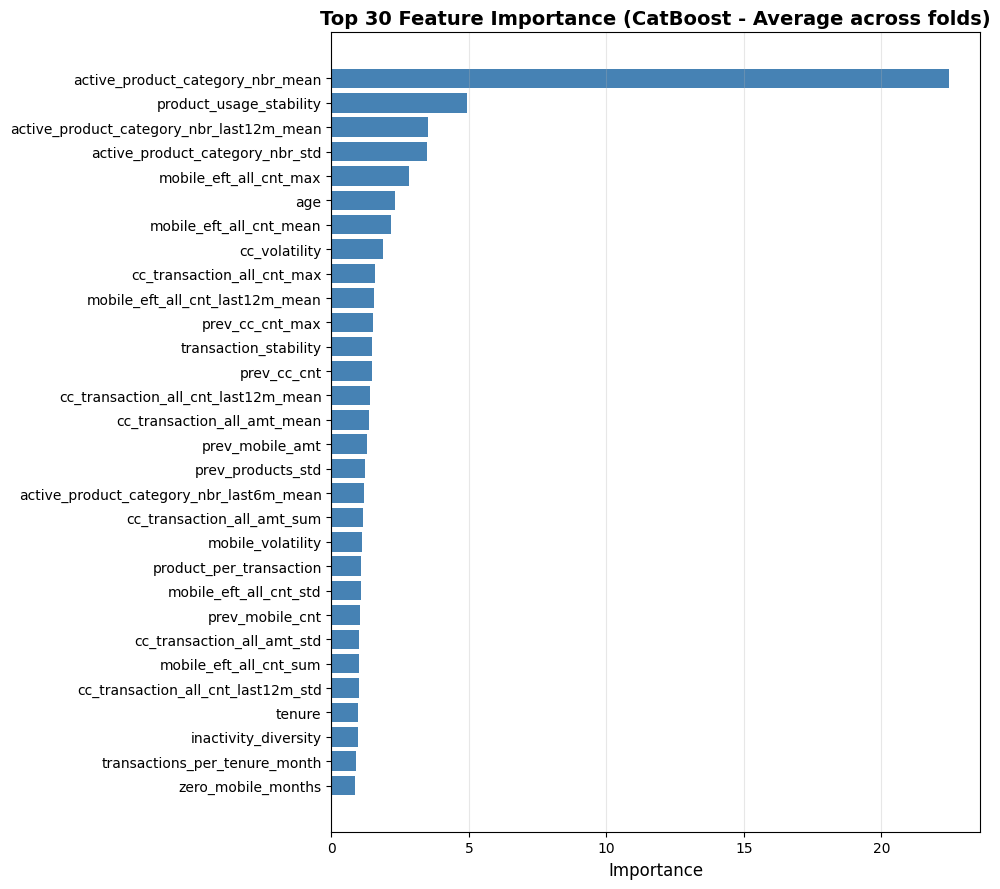 Top 30 Feature Importance (CatBoost - Average across folds)
active_product_category_nbr_mean
product_usage_stability
active_product_category_nbr_last12m_mean
active_product_category_nbr_std
mobile_eft_all_cnt_max
age
mobile_eft_all_cnt_mean
cc_volatility
cc_transaction_all_cnt_max
mobile_eft_all_cnt_last12m_mean
prev_cc_cnt_max
transaction_stability
prev_cc_cnt
cc_transaction_all_cnt_last12m_mean
cc_transaction_all_amt_mean
prev_mobile_amt
prev_products_std
active_product_category_nbr_last6m_mean
cc_transaction_all_amt_sum
mobile_volatility
product_per_transaction
mobile_eft_all_cnt_std
prev_mobile_cnt
cc_transaction_all_amt_std
mobile_eft_all_cnt_sum
cc_transaction_all_cnt_last12m_std
tenure
inactivity_diversity
transactions_per_tenure_month
zero_mobile_months
0 5 10 15 20
Importance